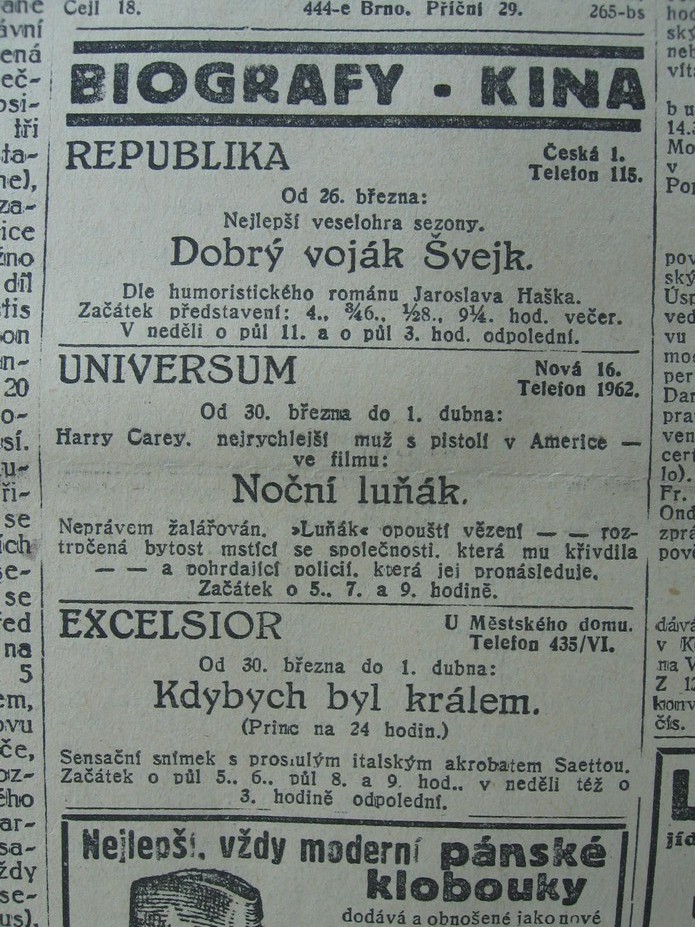 Cejl 18. 444-e Brno. Příční 29. 265-bs
BIOGRAFY · KINA
REPUBLIKA
Česká 1.
Telefon 115.
Od 26. března:
Nejlepší veselohra sezony.
Dobrý voják Švejk.
Dle humoristického románu Jaroslava Haška.
Začátek představení: 4., ¾6., ½8., 9¼. hod. večer.
V neděli o půl 11. a o půl 3. hod. odpolední.
UNIVERSUM
Nová 16.
Telefon 1962.
Od 30. března do 1. dubna:
Harry Carey. nejrychlejší muž s pistolí v Americe —
ve filmu:
Noční luňák.
Neprávem žalářován. »Luňák« opouští vězení — — roz-
trpčená bytost mstící se společnosti. která mu křivdila
— — a pohrdající policií. která jej pronásleduje.
Začátek o 5.. 7. a 9. hodině.
EXCELSIOR
U Městského domu.
Telefon 435/VI.
Od 30. března do 1. dubna:
Kdybych byl králem.
(Princ na 24 hodin.)
Sensační snímek s proslulým italským akrobatem Saettou.
Začátek o půl 5.. 6.. půl 8. a 9. hod.. v neděli též o
3. hodině odpolední.
Nejlepší. vždy moderní pánské
klobouky
dodává a obnošené jako nové